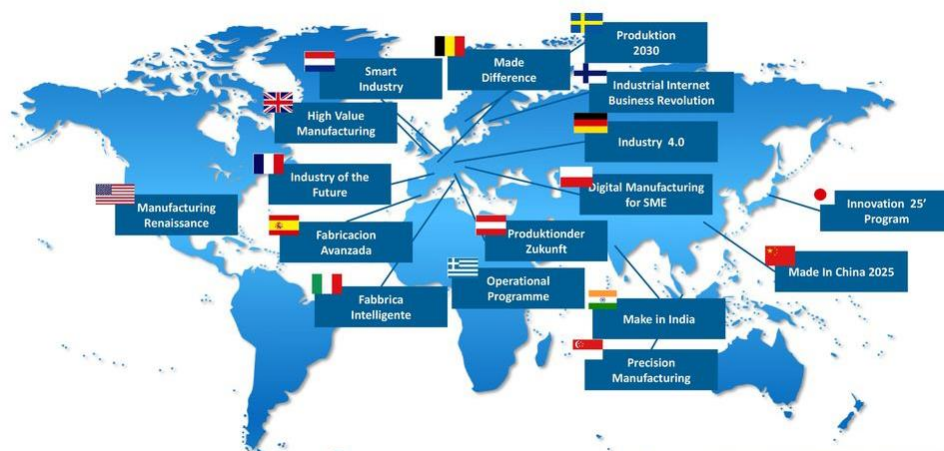 Produktion
2030
Made
Difference
Smart
Industry
Industrial Internet
Business Revolution
High Value
Manufacturing
Industry 4.0
Industry of the
Future
Digital Manufacturing
for SME
Manufacturing
Renaissance
Innovation 25’
Program
Fabricacion
Avanzada
Produktionder
Zukunft
Made In China 2025
Operational
Programme
Fabbrica
Intelligente
Make in India
Precision
Manufacturing